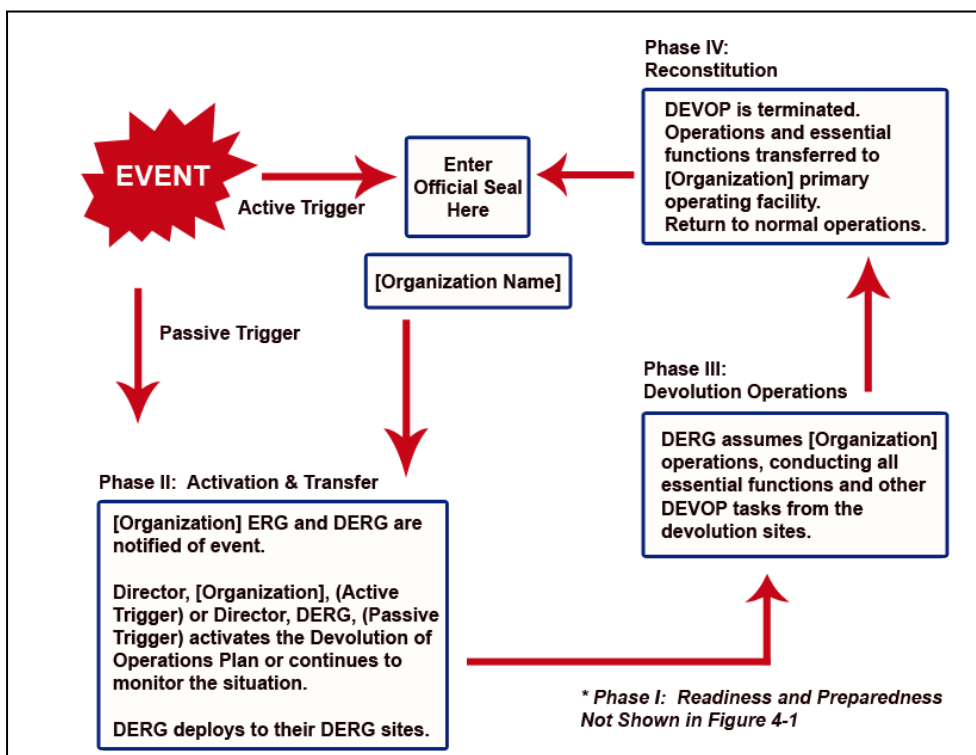 EVENT
Active Trigger
Passive Trigger
Enter
Official Seal
Here
[Organization Name]
Phase II:  Activation & Transfer
[Organization] ERG and DERG are
notified of event.
Director, [Organization], (Active
Trigger) or Director, DERG, (Passive
Trigger) activates the Devolution of
Operations Plan or continues to
monitor the situation.
DERG deploys to their DERG sites.
Phase III:
Devolution Operations
DERG assumes [Organization]
operations, conducting all
essential functions and other
DEVOP tasks from the
devolution sites.
Phase IV:
Reconstitution
DEVOP is terminated.
Operations and essential
functions transferred to
[Organization] primary
operating facility.
Return to normal operations.
* Phase I:  Readiness and Preparedness
Not Shown in Figure 4-1